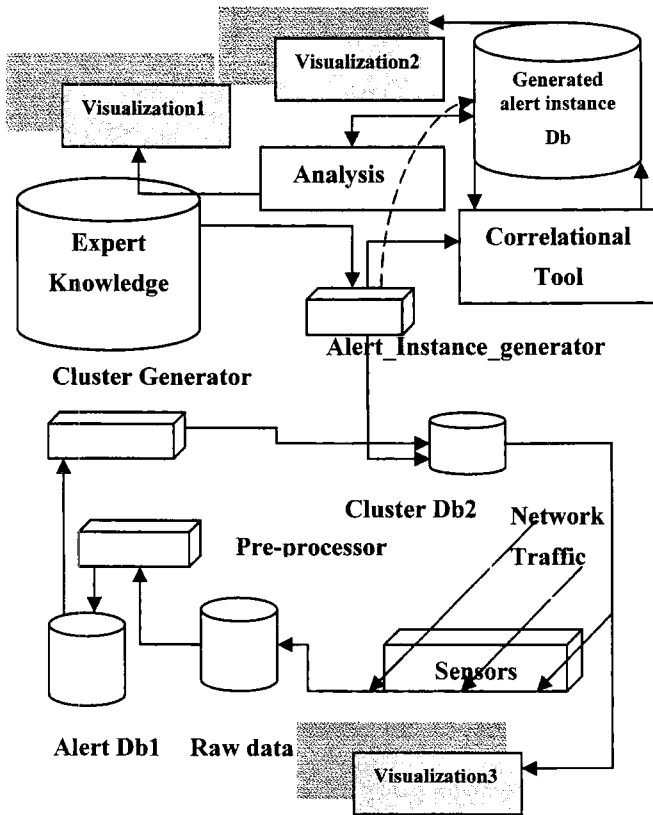 Visualization2
Visualization1
Generated
alert instance
Db
Analysis
Expert
Knowledge
Correlational
Tool
Alert_Instance_generator
Cluster Generator
Cluster Db2
Network
Traffic
Pre-processor
Sensors
Alert Db1
Raw data
Visualization3